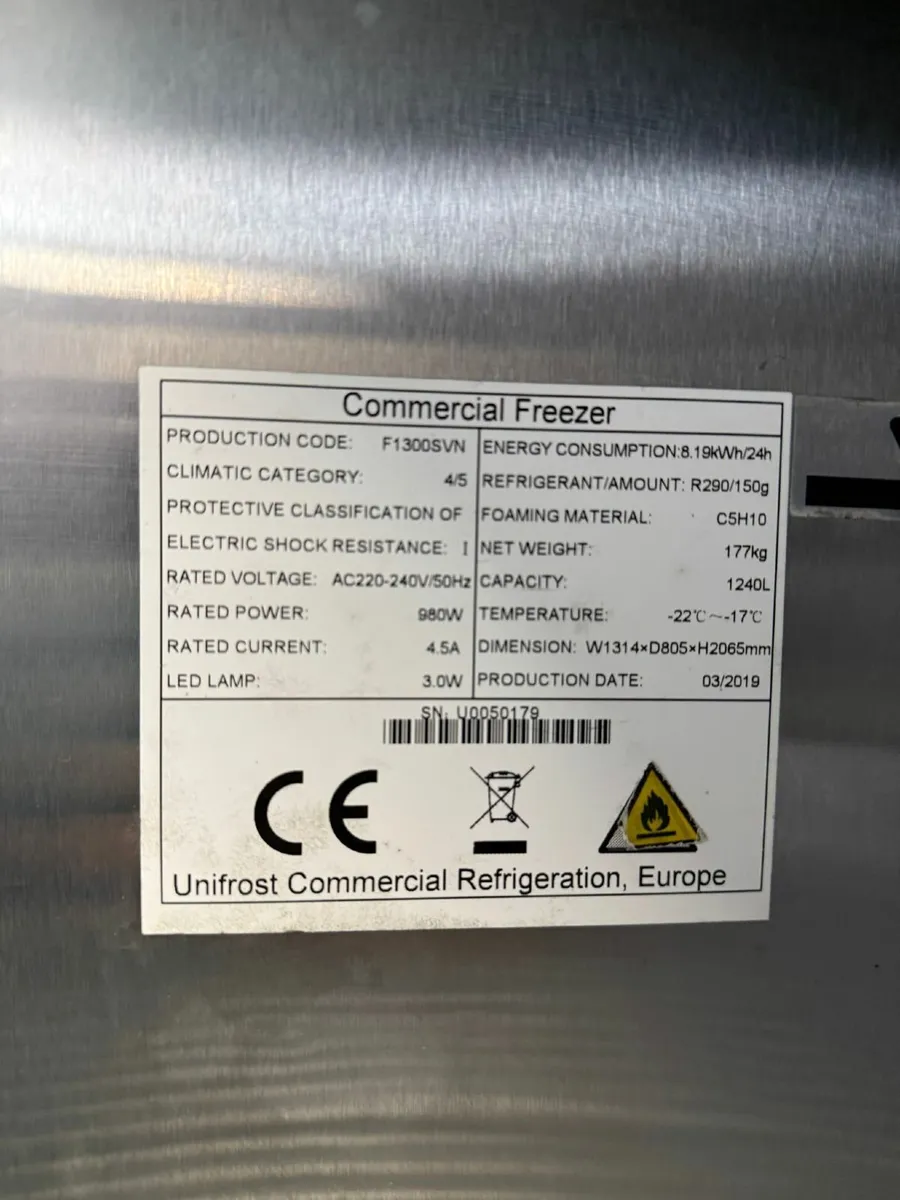 Commercial Freezer
PRODUCTION CODE: F1300SVN
CLIMATIC CATEGORY: 4/5
PROTECTIVE CLASSIFICATION OF
ELECTRIC SHOCK RESISTANCE: I
RATED VOLTAGE: AC220-240V/50Hz
RATED POWER: 980W
RATED CURRENT: 4.5A
LED LAMP: 3.0W
ENERGY CONSUMPTION:8.19kWh/24h
REFRIGERANT/AMOUNT: R290/150g
FOAMING MATERIAL: C5H10
NET WEIGHT: 177kg
CAPACITY: 1240L
TEMPERATURE: -22℃~-17℃
DIMENSION: W1314×D805×H2065mm
PRODUCTION DATE: 03/2019
SN: U0050179
CE
Unifrost Commercial Refrigeration, Europe